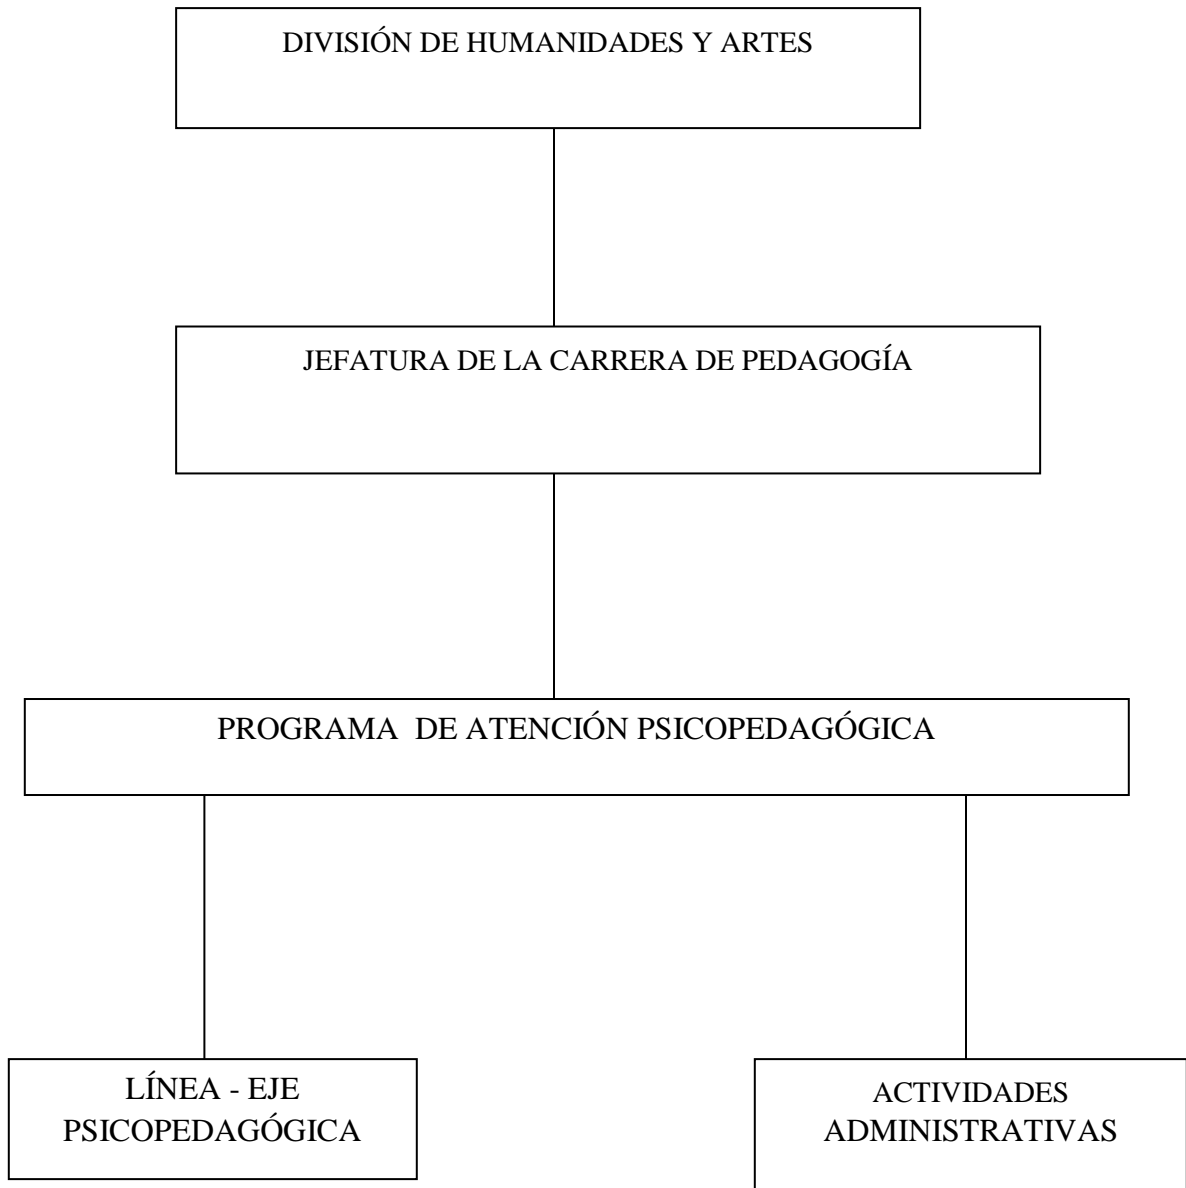 DIVISIÓN DE HUMANIDADES Y ARTES
JEFATURA DE LA CARRERA DE PEDAGOGÍA
PROGRAMA DE ATENCIÓN PSICOPEDAGÓGICA
LÍNEA - EJE
PSICOPEDAGÓGICA
ACTIVIDADES
ADMINISTRATIVAS